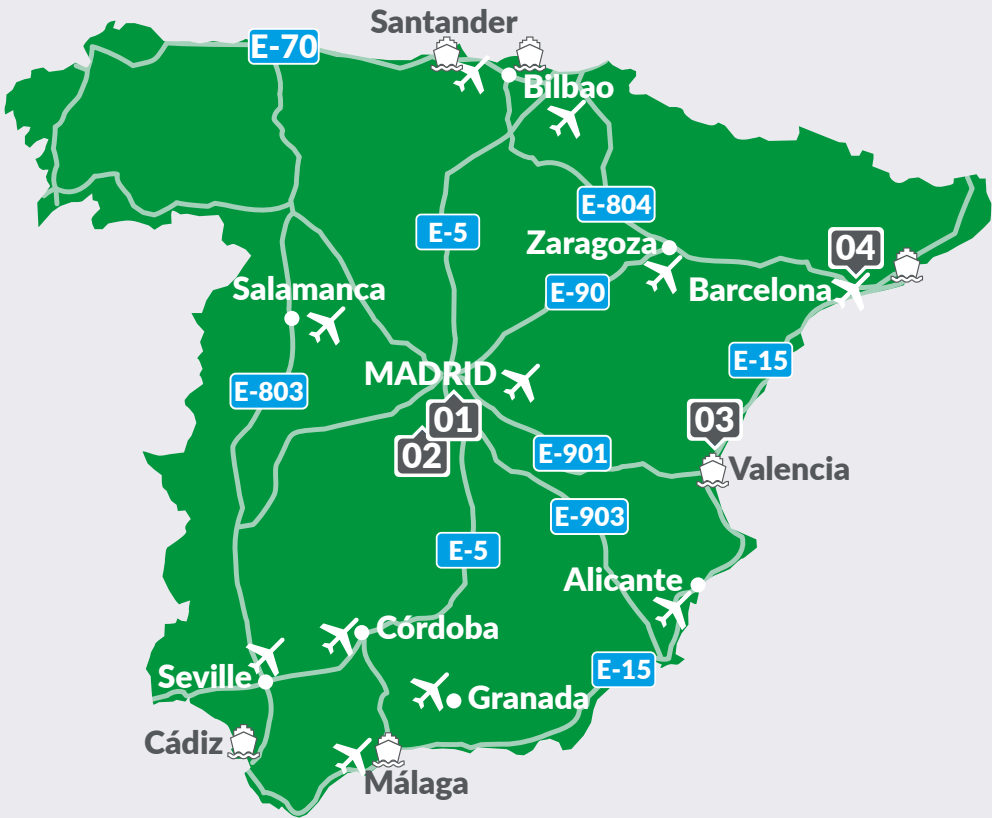 Santander
E-70
Bilbao
E-804
E-5
Zaragoza
04
Salamanca
E-90
Barcelona
E-15
MADRID
E-803
01
03
02
E-901
Valencia
E-903
E-5
Alicante
Córdoba
E-15
Seville
Granada
Cádiz
Málaga